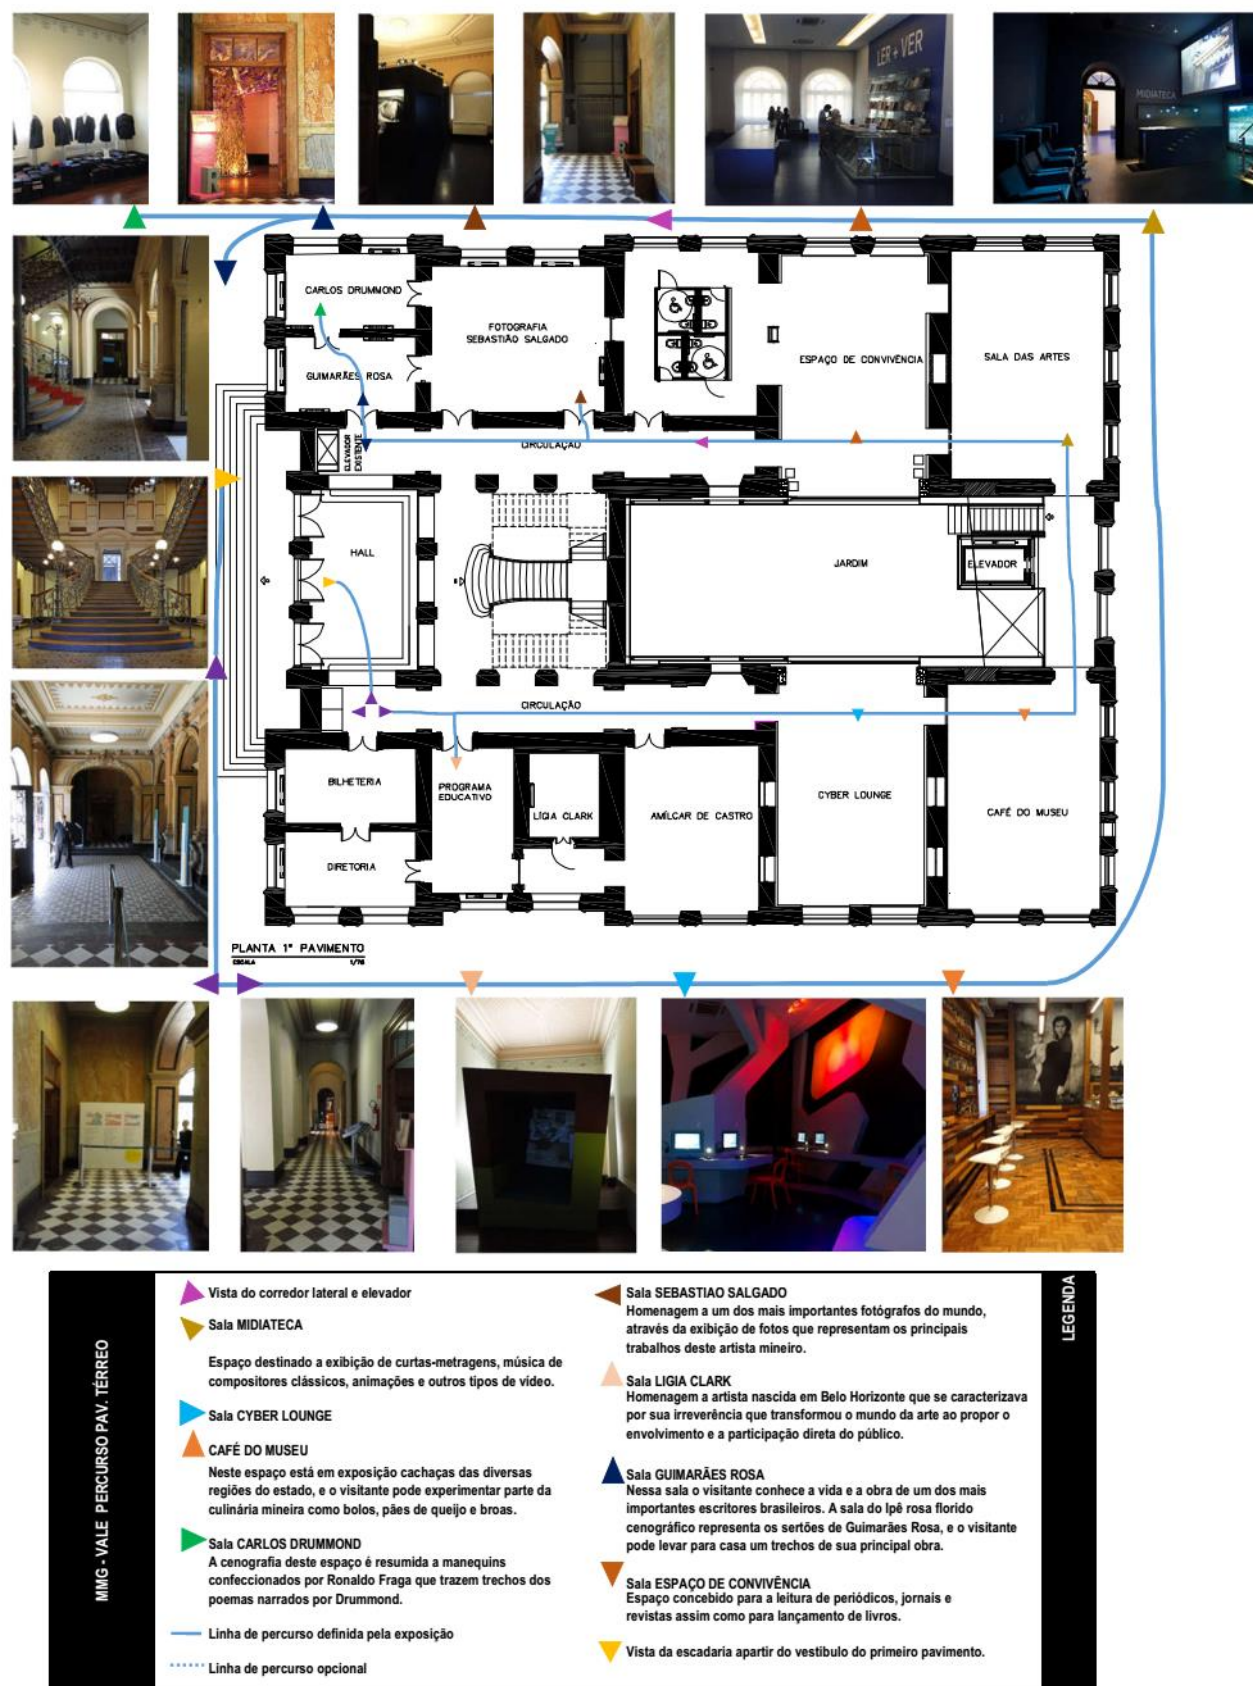 LER + VER
MIDIATECA
CARLOS DRUMMOND
FOTOGRAFIA
SEBASTIÃO SALGADO
ESPAÇO DE CONVIVÊNCIA
SALA DAS ARTES
GUIMARÃES ROSA
ELEVADOR
EXISTENTE
CIRCULAÇÃO
HALL
JARDIM
ELEVADOR
CIRCULAÇÃO
BILHETERIA
PROGRAMA
EDUCATIVO
LÍGIA CLARK
AMÍLCAR DE CASTRO
CYBER LOUNGE
CAFÉ DO MUSEU
DIRETORIA
PLANTA 1º PAVIMENTO
ESCALA 1/75
MMG - VALE PERCURSO PAV. TÉRREO
Vista do corredor lateral e elevador
Sala MIDIATECA
Espaço destinado a exibição de curtas-metragens, música de
compositores clássicos, animações e outros tipos de vídeo.
Sala CYBER LOUNGE
CAFÉ DO MUSEU
Neste espaço está em exposição cachaças das diversas
regiões do estado, e o visitante pode experimentar parte da
culinária mineira como bolos, pães de queijo e broas.
Sala CARLOS DRUMMOND
A cenografia deste espaço é resumida a manequins
confeccionados por Ronaldo Fraga que trazem trechos dos
poemas narrados por Drummond.
Linha de percurso definida pela exposição
Linha de percurso opcional
Sala SEBASTIAO SALGADO
Homenagem a um dos mais importantes fotógrafos do mundo,
através da exibição de fotos que representam os principais
trabalhos deste artista mineiro.
Sala LIGIA CLARK
Homenagem a artista nascida em Belo Horizonte que se caracterizava
por sua irreverência que transformou o mundo da arte ao propor o
envolvimento e a participação direta do público.
Sala GUIMARÃES ROSA
Nessa sala o visitante conhece a vida e a obra de um dos mais
importantes escritores brasileiros. A sala do Ipê rosa florido
cenográfico representa os sertões de Guimarães Rosa, e o visitante
pode levar para casa um trechos de sua principal obra.
Sala ESPAÇO DE CONVIVÊNCIA
Espaço concebido para a leitura de periódicos, jornais e
revistas assim como para lançamento de livros.
Vista da escadaria apartir do vestibulo do primeiro pavimento.
LEGENDA